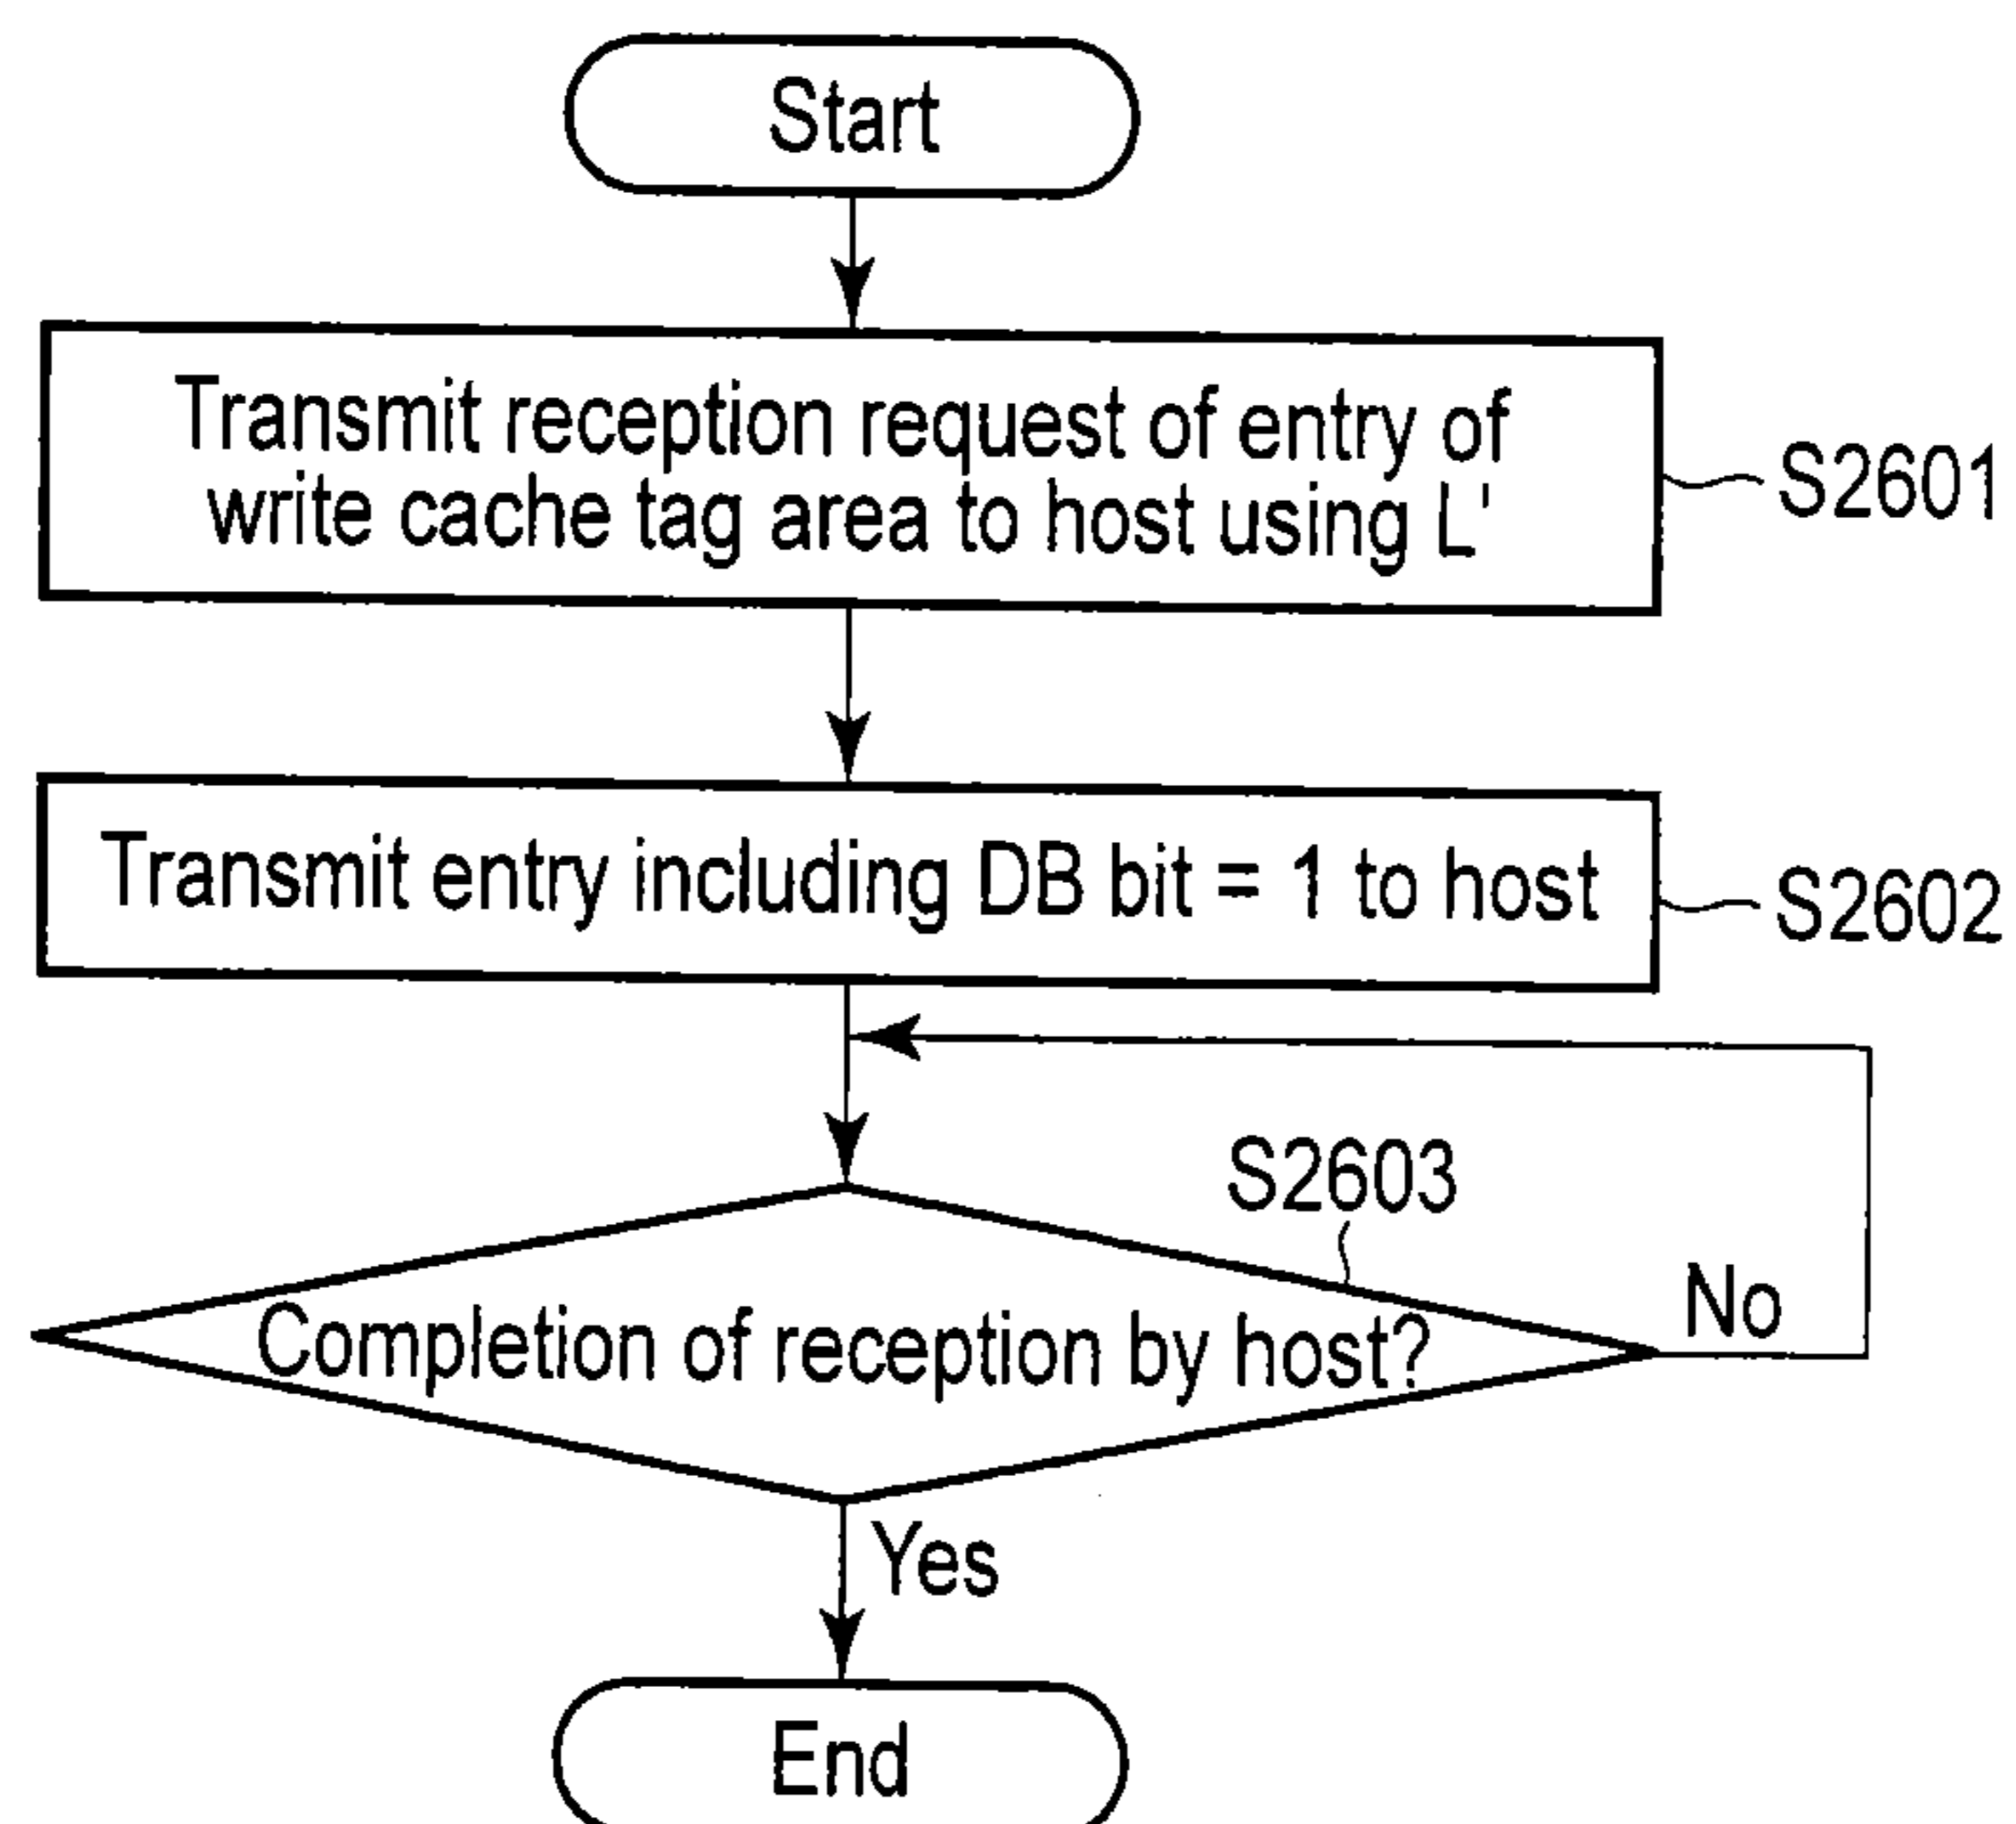 Start
Transmit reception request of entry of
write cache tag area to host using L'
S2601
Transmit entry including DB bit = 1 to host
S2602
S2603
Completion of reception by host?
No
Yes
End